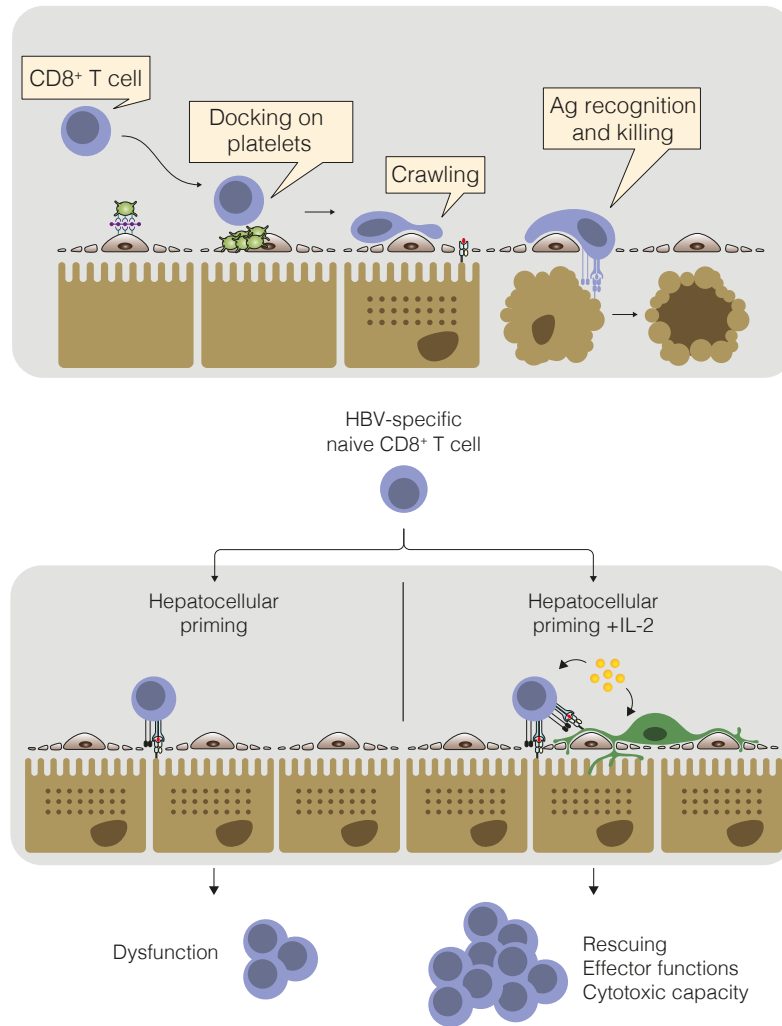 CD8⁺ T cell
Docking on
platelets
Crawling
Ag recognition
and killing
HBV-specific
naive CD8⁺ T cell
Hepatocellular
priming
Hepatocellular
priming +IL-2
Dysfunction
Rescuing
Effector functions
Cytotoxic capacity